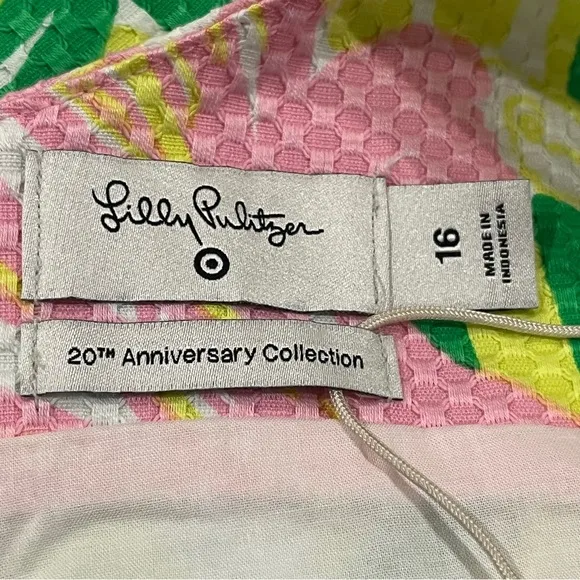 Lilly Pulitzer
16
MADE IN
INDONESIA
20TH Anniversary Collection